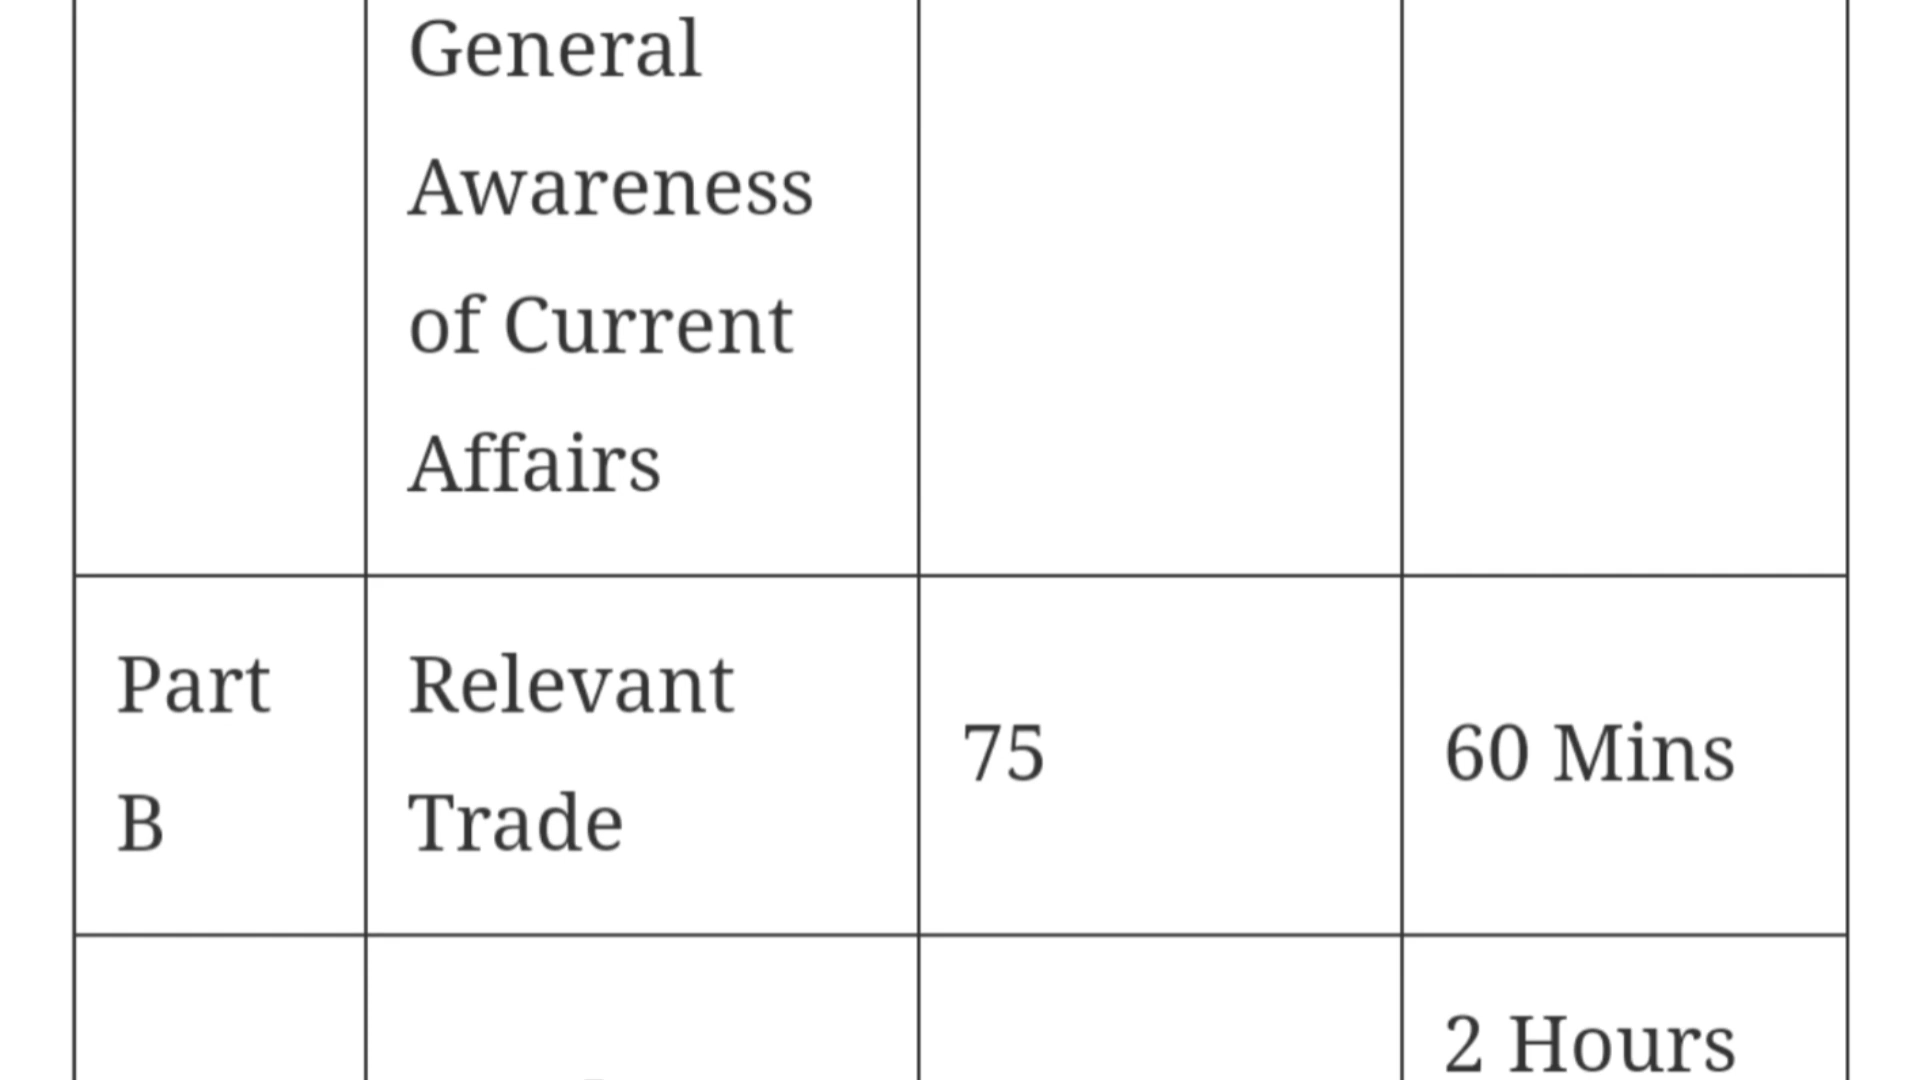 General
Awareness
of Current
Affairs
Part
B
Relevant
Trade
75
60 Mins
2 Hours